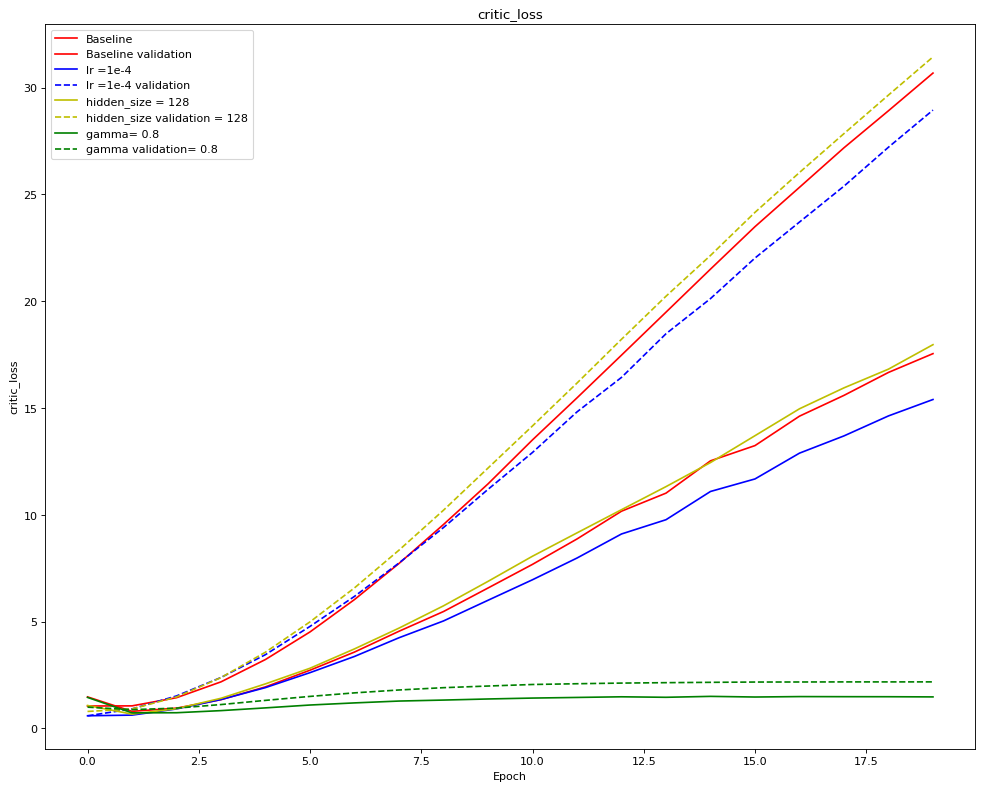 critic_loss
Baseline
Baseline validation
lr =1e-4
lr =1e-4 validation
hidden_size = 128
hidden_size validation = 128
gamma= 0.8
gamma validation= 0.8
30
25
20
15
10
5
0
critic_loss
0.0 2.5 5.0 7.5 10.0 12.5 15.0 17.5
Epoch